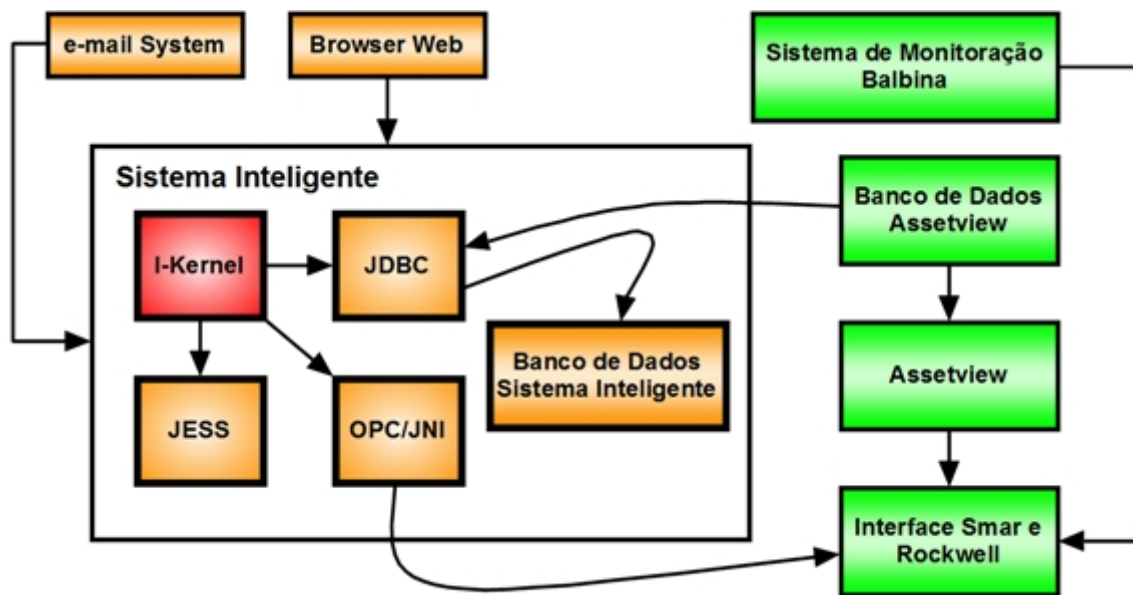 e-mail System
Browser Web
Sistema de Monitoração
Balbina
Sistema Inteligente
I-Kernel
JDBC
Banco de Dados
Assetview
Banco de Dados
Sistema Inteligente
Assetview
JESS
OPC/JNI
Interface Smar e
Rockwell